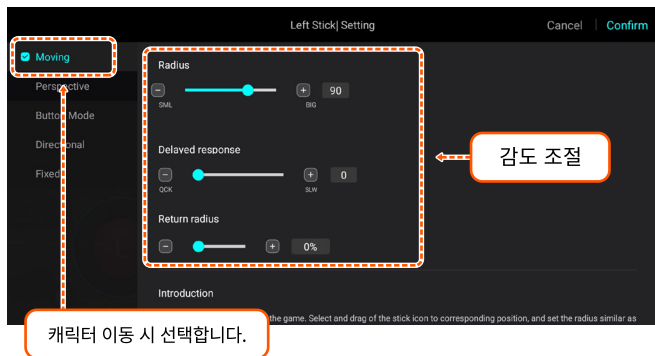 Left Stick| Setting
Cancel
Confirm
Moving
Perspective
Button Mode
Directional
Fixed
Radius
SML
BIG
90
Delayed response
QCK
SLW
0
Return radius
0%
감도 조절
Introduction
the game. Select and drag of the stick icon to corresponding position, and set the radius similar as
캐릭터 이동 시 선택합니다.